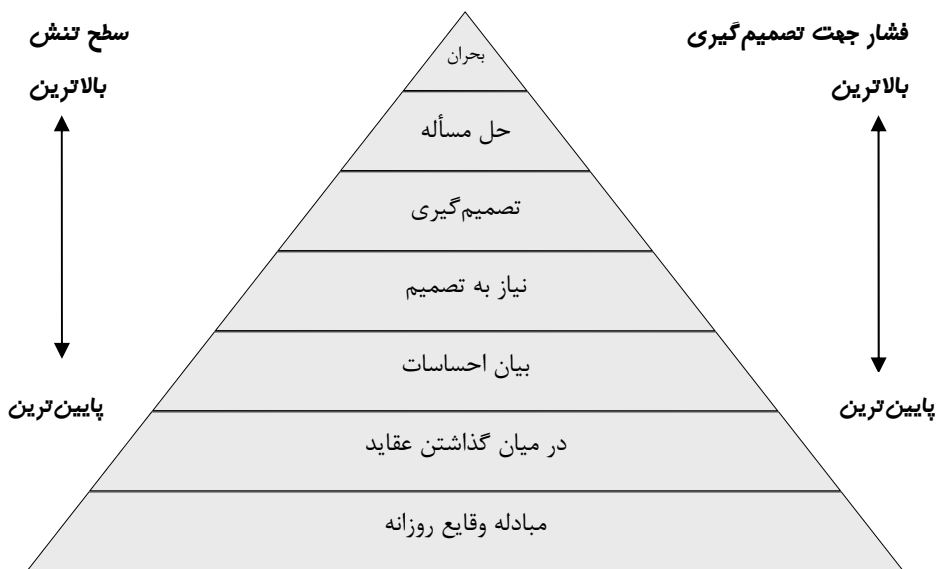 فشار جهت تصمیم‌گیری
بالاترین
پایین‌ترین
سطح تنش
بالاترین
پایین‌ترین
بحران
حل مسأله
تصمیم‌گیری
نیاز به تصمیم
بیان احساسات
در میان گذاشتن عقاید
مبادله وقایع روزانه